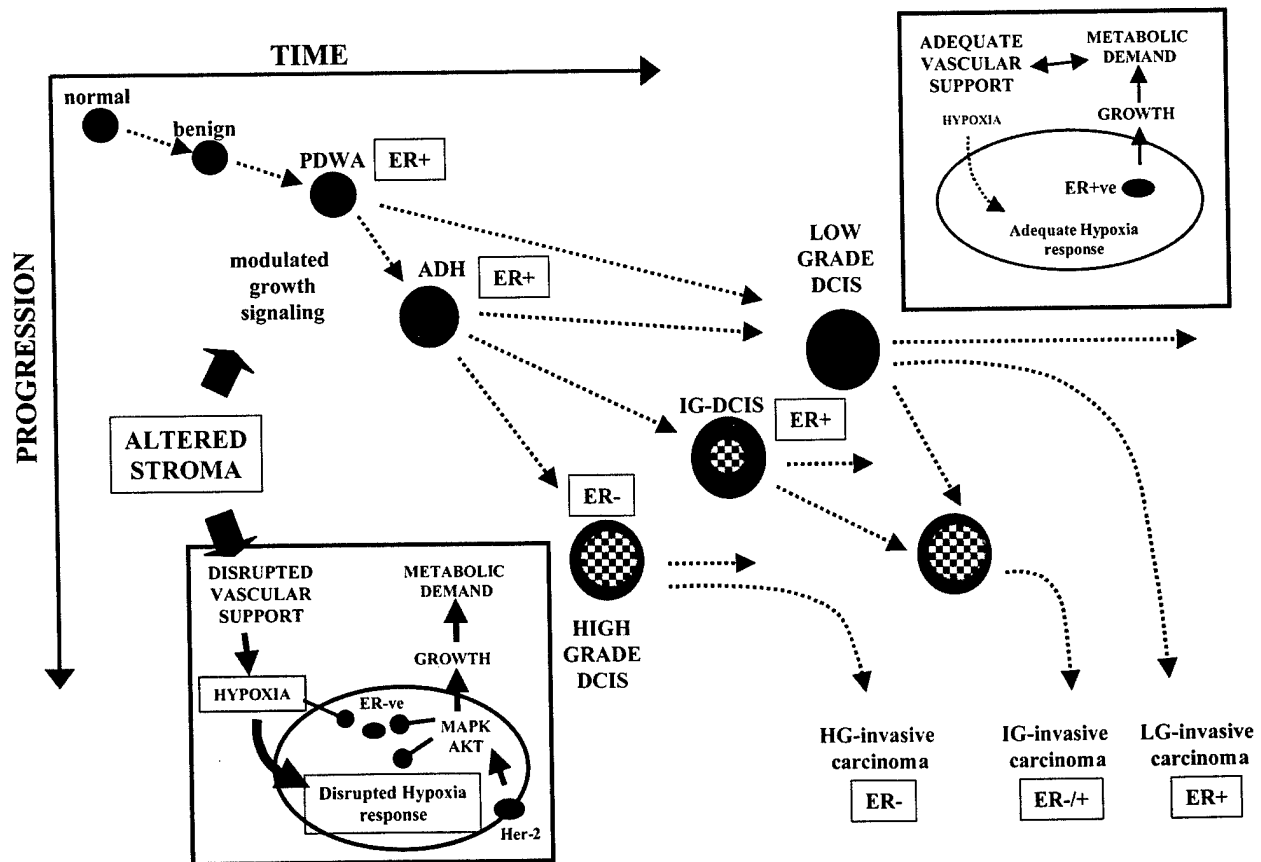 TIME
PROGRESSION
normal
benign
PDWA
ER+
modulated
growth
signaling
ADH
ER+
ALTERED
STROMA
LOW
GRADE
DCIS
IG-DCIS
ER+
ER-
HIGH
GRADE
DCIS
HG-invasive
carcinoma
ER-
IG-invasive
carcinoma
ER-/+
LG-invasive
carcinoma
ER+
ADEQUATE
VASCULAR
SUPPORT
METABOLIC
DEMAND
HYPOXIA
GROWTH
ER+ve
Adequate Hypoxia
response
DISRUPTED
VASCULAR
SUPPORT
METABOLIC
DEMAND
GROWTH
HYPOXIA
ER-ve
MAPK
AKT
Disrupted Hypoxia
response
Her-2